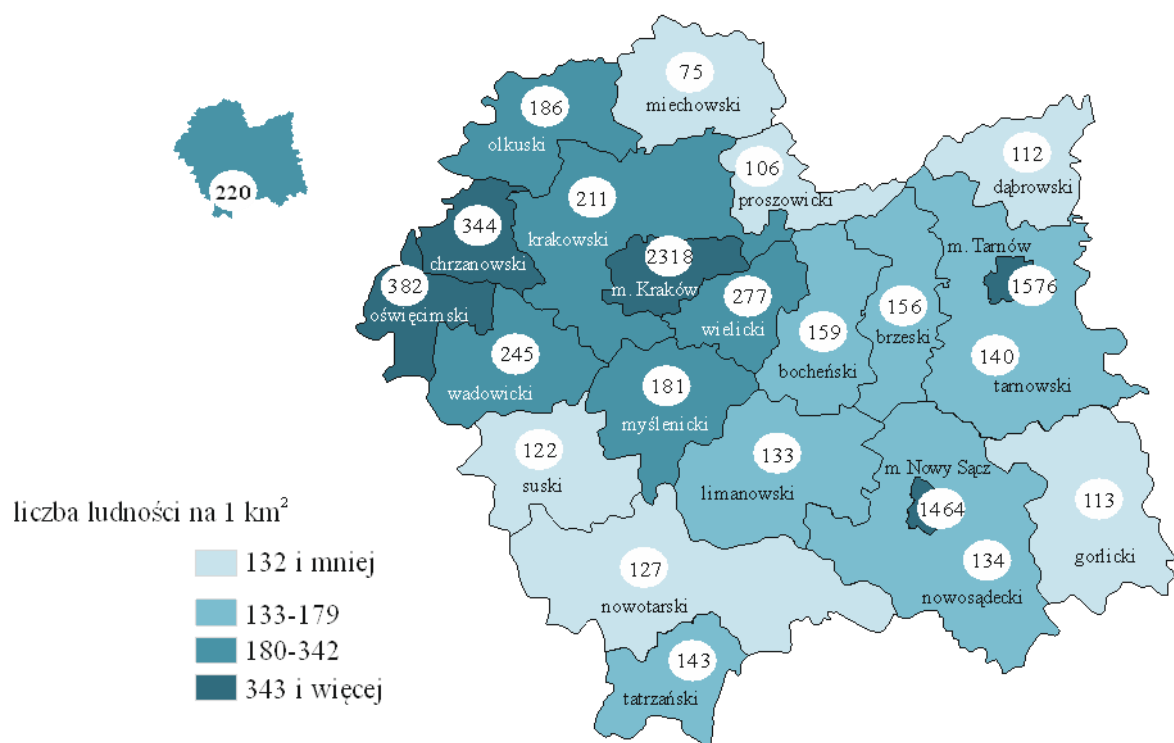 75
miechowski
186
olkuski
220
106
proszowicki
112
dąbrowski
211
krakowski
344
chrzanowski
2318
m. Kraków
m. Tarnów
1576
382
oświęcimski
277
wielicki
156
brzeski
159
bocheński
140
tarnowski
245
wadowicki
181
myślenicki
122
suski
133
limanowski
m. Nowy Sącz
1464
113
gorlicki
134
nowosądecki
127
nowotarski
143
tatrzański
liczba ludności na 1 km²
132 i mniej
133-179
180-342
343 i więcej